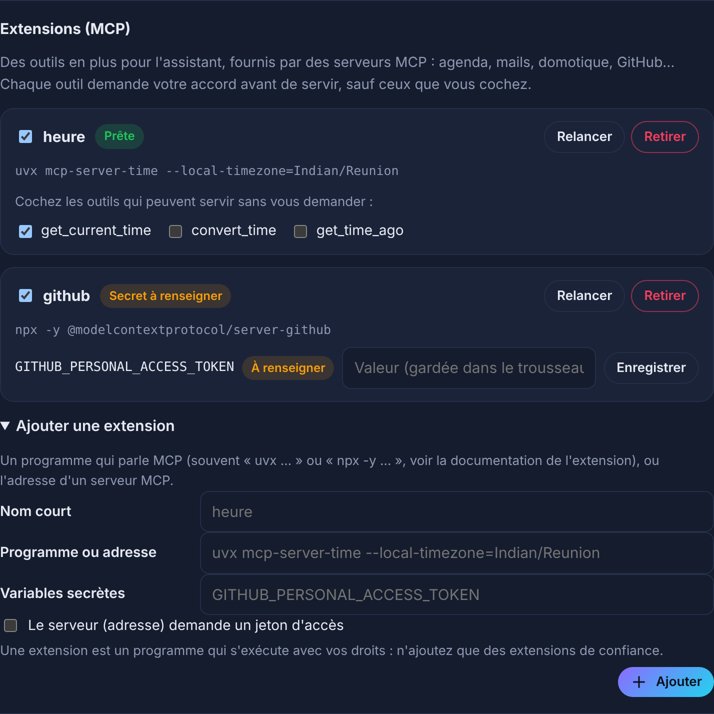 Extensions (MCP)
Des outils en plus pour l'assistant, fournis par des serveurs MCP : agenda, mails, domotique, GitHub...
Chaque outil demande votre accord avant de servir, sauf ceux que vous cochez.
heure Prête Relancer Retirer
uvx mcp-server-time --local-timezone=Indian/Reunion
Cochez les outils qui peuvent servir sans vous demander :
get_current_time convert_time get_time_ago
github Secret à renseigner Relancer Retirer
npx -y @modelcontextprotocol/server-github
GITHUB_PERSONAL_ACCESS_TOKEN À renseigner Valeur (gardée dans le trousseau Enregistrer
Ajouter une extension
Un programme qui parle MCP (souvent « uvx ... » ou « npx -y ... », voir la documentation de l'extension), ou
l'adresse d'un serveur MCP.
Nom court heure
Programme ou adresse uvx mcp-server-time --local-timezone=Indian/Reunion
Variables secrètes GITHUB_PERSONAL_ACCESS_TOKEN
Le serveur (adresse) demande un jeton d'accès
Une extension est un programme qui s'exécute avec vos droits : n'ajoutez que des extensions de confiance.
+ Ajouter